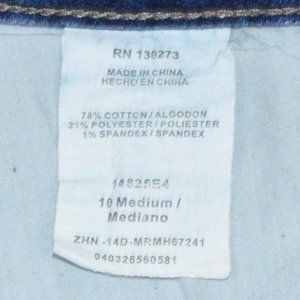 RN 130273
MADE IN CHINA
HECHO EN CHINA
78% COTTON / ALGODON
21% POLYESTER / POLIESTER
1% SPANDEX / SPANDEX
14625E4
10 Medium /
Mediano
ZHN -14D-MRMH67241
040326560581